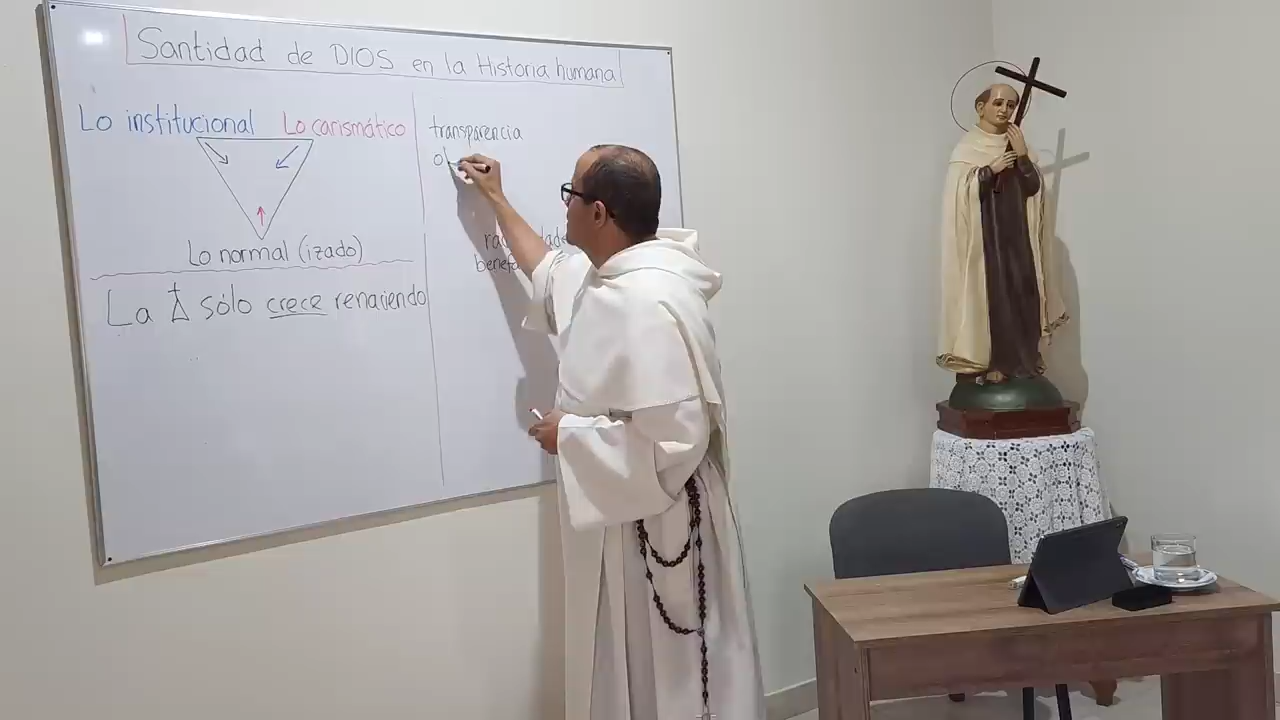 Santidad de DIOS en la Historia humana
Lo institucional Lo carismático
Lo normal (izado)
La sólo crece renaciendo
transparencia